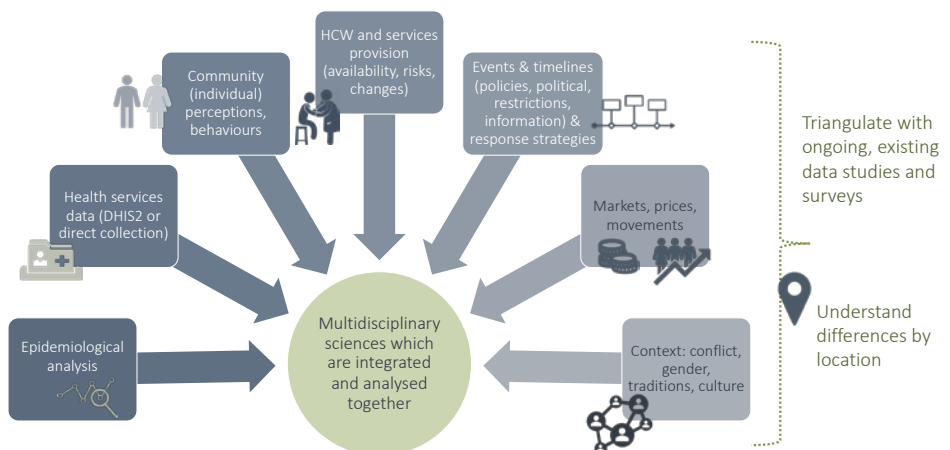 HCW and services
provision
(availability, risks,
changes)
Community
(individual)
perceptions,
behaviours
Events & timelines
(policies, political,
restrictions,
information) &
response strategies
Health services
data (DHIS2 or
direct collection)
Markets, prices,
movements
Epidemiological
analysis
Multidisciplinary
sciences which
are integrated
and analysed
together
Context: conflict,
gender,
traditions, culture
Triangulate with
ongoing, existing
data studies and
surveys
Understand
differences by
location